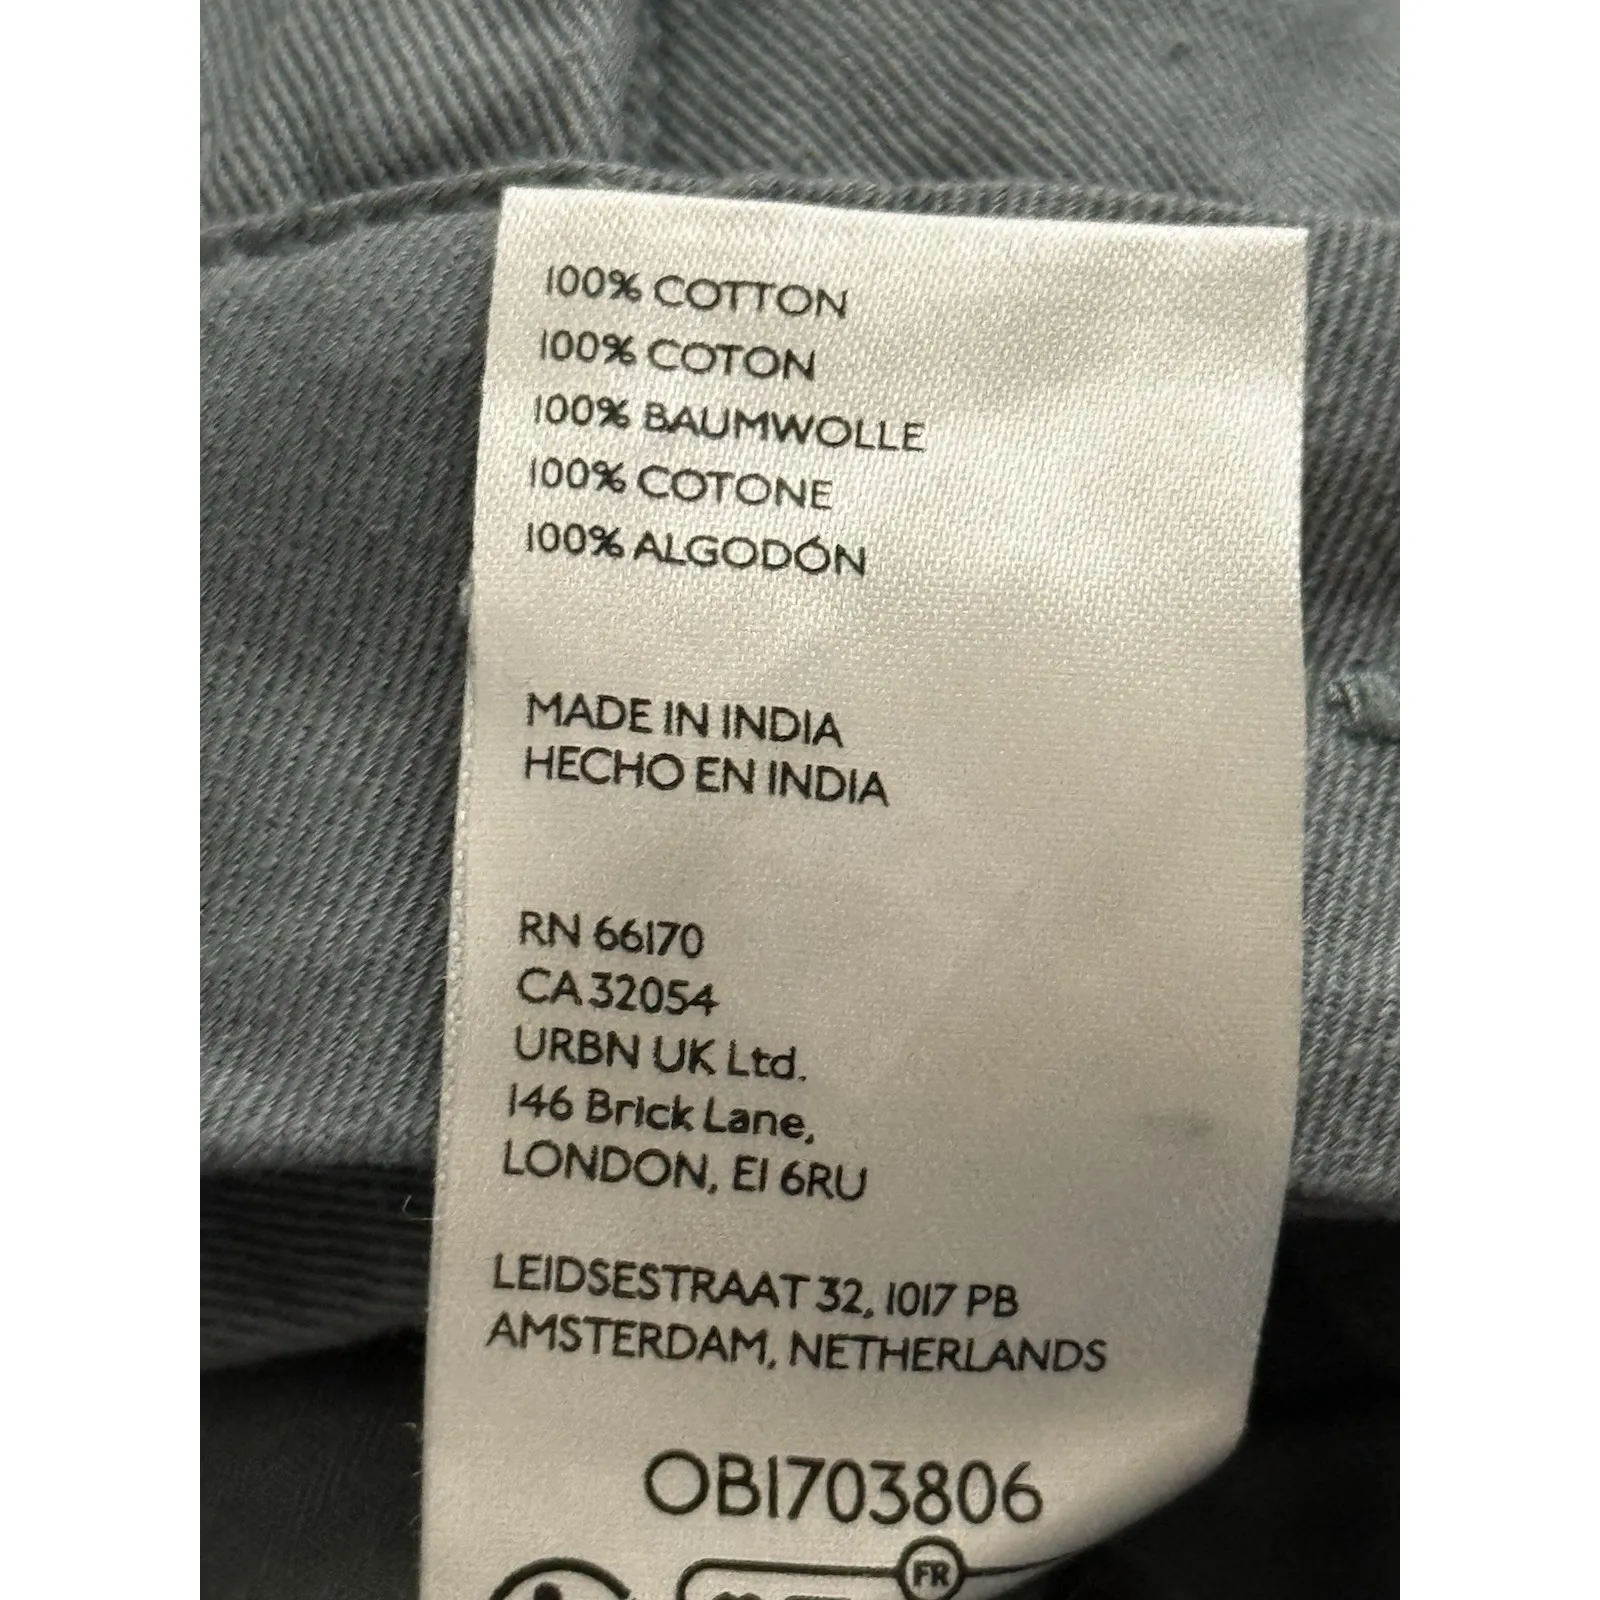 100% COTTON
100% COTON
100% BAUMWOLLE
100% COTONE
100% ALGODÓN
MADE IN INDIA
HECHO EN INDIA
RN 66170
CA 32054
URBN UK Ltd.
146 Brick Lane,
LONDON, E1 6RU
LEIDSESTRAAT 32, 1017 PB
AMSTERDAM, NETHERLANDS
OB1703806
FR